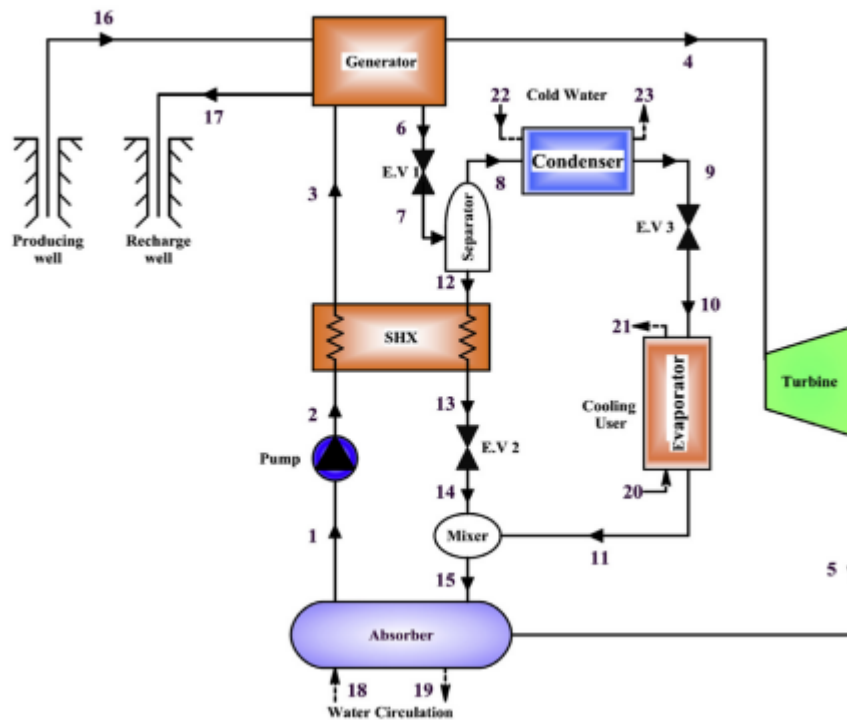 16
Generator
4
17
6
22
Cold Water
23
E.V 1
Condenser
8
9
3
7
Separator
E.V 3
Producing
well
Recharge
well
12
10
SHX
21
Evaporator
Turbine
13
2
Cooling
User
E.V 2
Pump
14
20
1
Mixer
11
15
5
Absorber
18
19
Water Circulation